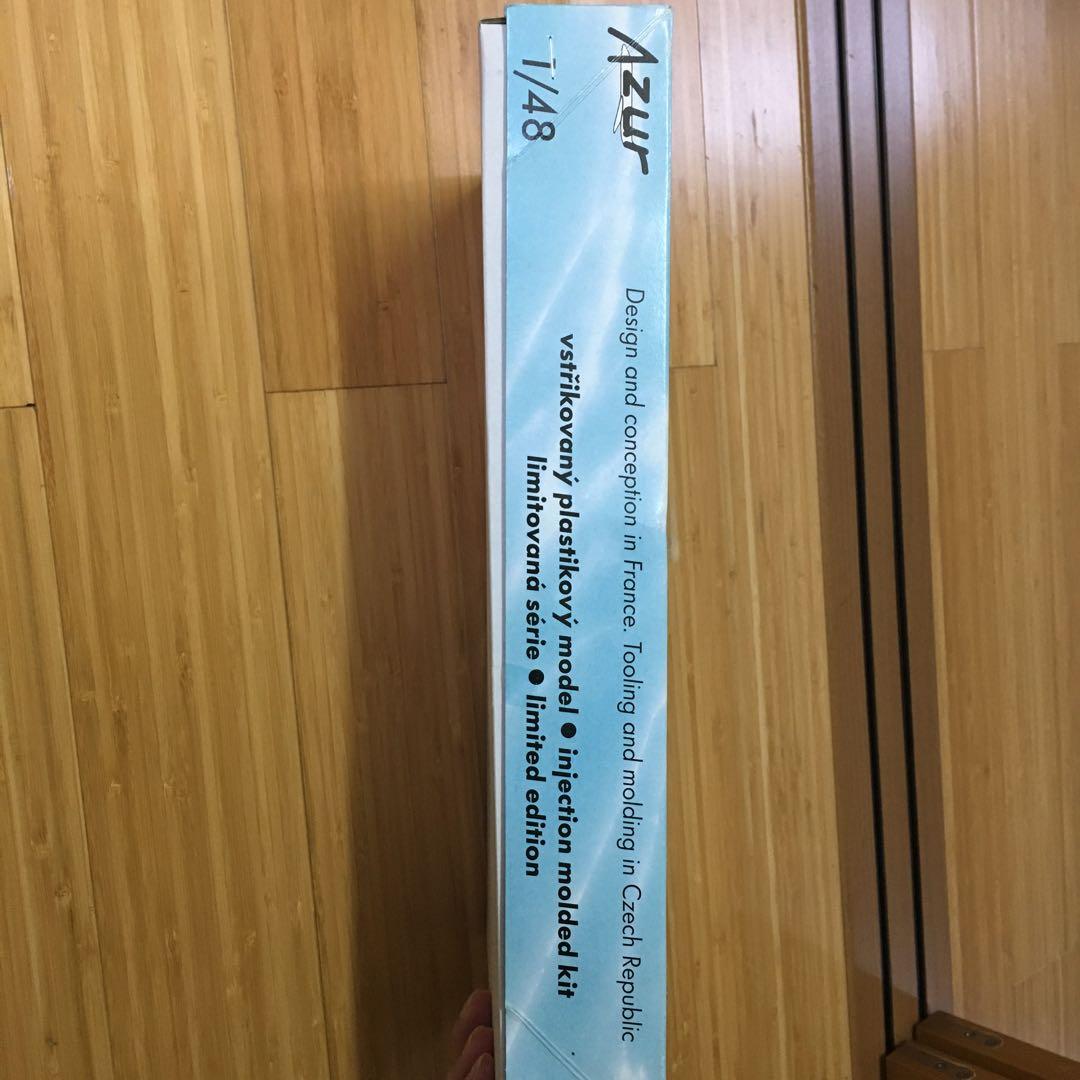 Azur
1/48
Design and conception in France. Tooling and molding in Czech Republic
vstřikovaný plastikový model ● injection molded kit
limitovaná série ● limited edition